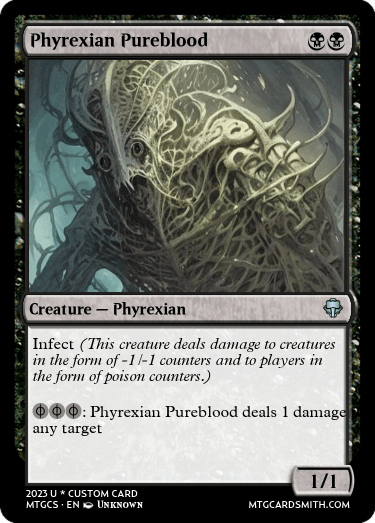 Phyrexian Pureblood
Creature — Phyrexian
Infect (This creature deals damage to creatures
in the form of -1/-1 counters and to players in
the form of poison counters.)
: Phyrexian Pureblood deals 1 damage
any target
1/1
2023 U * CUSTOM CARD
MTGCS · EN Unknown
MTGCARDSMITH.COM